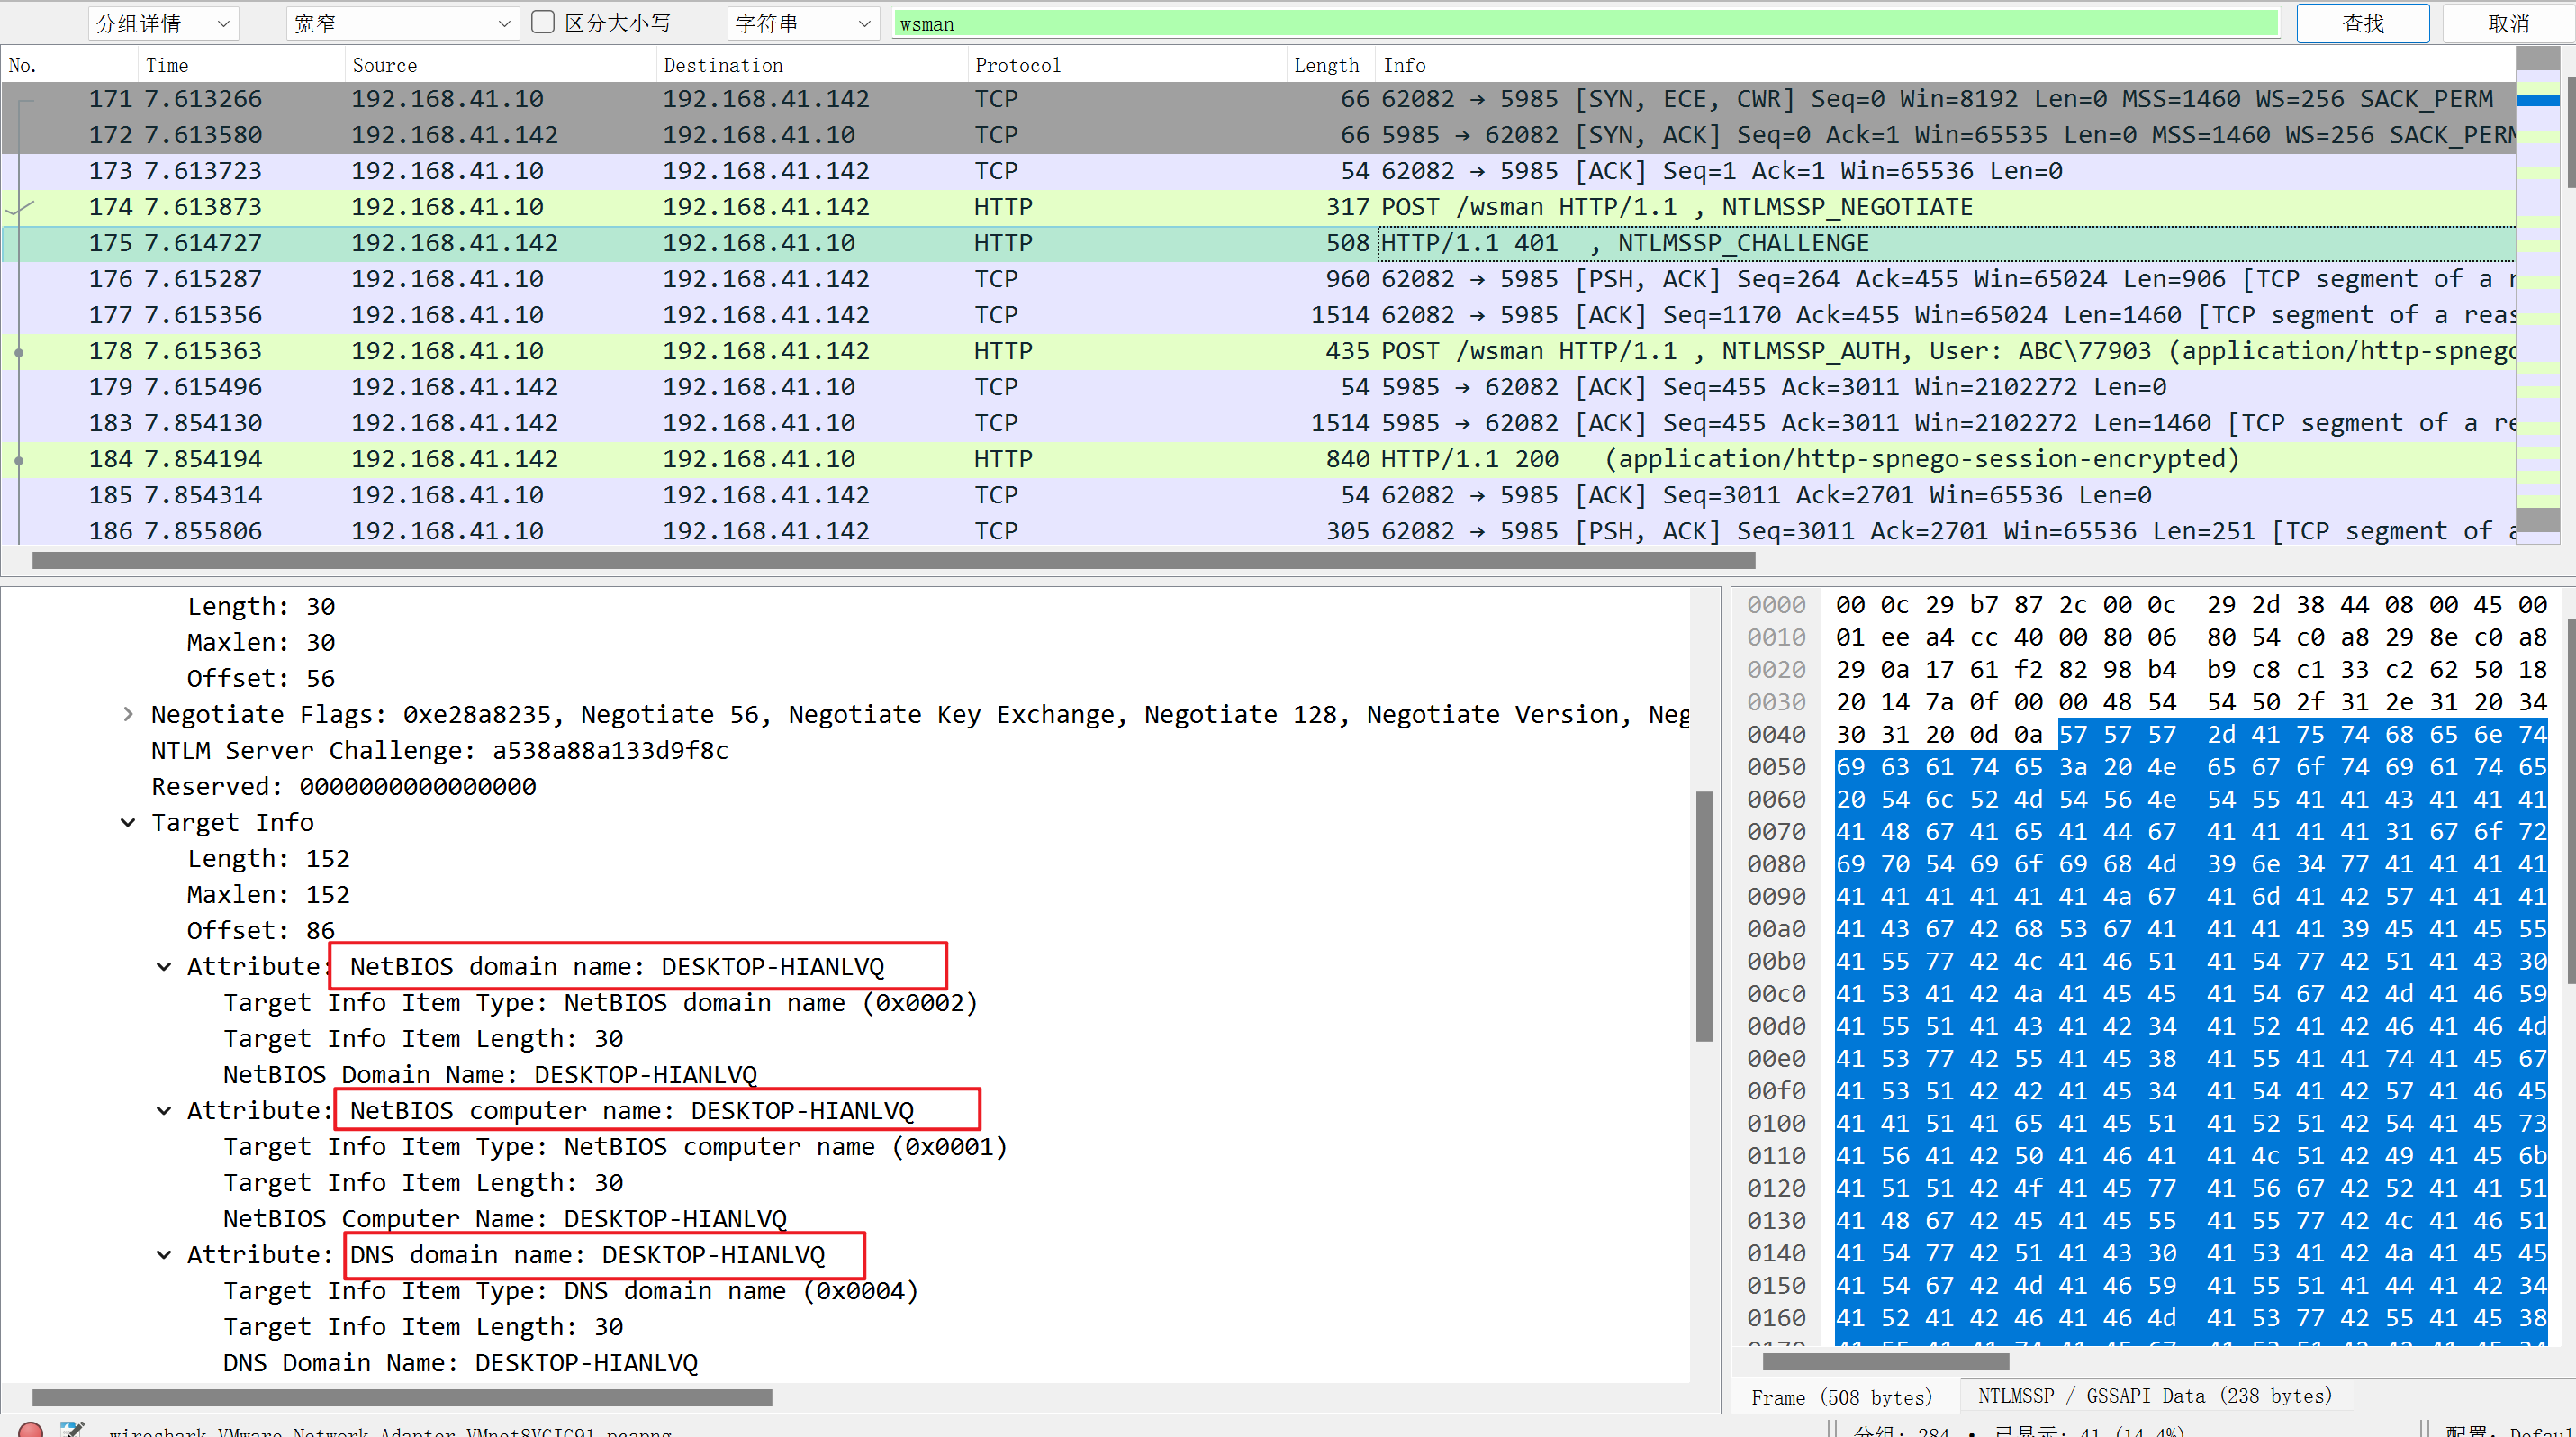 分组详情 宽窄 区分大小写 字符串 wsman 查找 取消
No. Time Source Destination Protocol Length Info
171 7.613266 192.168.41.10 192.168.41.142 TCP 66 62082 → 5985 [SYN, ECE, CWR] Seq=0 Win=8192 Len=0 MSS=1460 WS=256 SACK_PERM
172 7.613580 192.168.41.142 192.168.41.10 TCP 66 5985 → 62082 [SYN, ACK] Seq=0 Ack=1 Win=65535 Len=0 MSS=1460 WS=256 SACK_PERM
173 7.613723 192.168.41.10 192.168.41.142 TCP 54 62082 → 5985 [ACK] Seq=1 Ack=1 Win=65536 Len=0
174 7.613873 192.168.41.10 192.168.41.142 HTTP 317 POST /wsman HTTP/1.1 , NTLMSSP_NEGOTIATE
175 7.614727 192.168.41.142 192.168.41.10 HTTP 508 HTTP/1.1 401 , NTLMSSP_CHALLENGE
176 7.615287 192.168.41.10 192.168.41.142 TCP 960 62082 → 5985 [PSH, ACK] Seq=264 Ack=455 Win=65024 Len=906 [TCP segment of a r
177 7.615356 192.168.41.10 192.168.41.142 TCP 1514 62082 → 5985 [ACK] Seq=1170 Ack=455 Win=65024 Len=1460 [TCP segment of a reas
178 7.615363 192.168.41.10 192.168.41.142 HTTP 435 POST /wsman HTTP/1.1 , NTLMSSP_AUTH, User: ABC\77903 (application/http-spnego
179 7.615496 192.168.41.142 192.168.41.10 TCP 54 5985 → 62082 [ACK] Seq=455 Ack=3011 Win=2102272 Len=0
183 7.854130 192.168.41.142 192.168.41.10 TCP 1514 5985 → 62082 [ACK] Seq=455 Ack=3011 Win=2102272 Len=1460 [TCP segment of a re
184 7.854194 192.168.41.142 192.168.41.10 HTTP 840 HTTP/1.1 200 (application/http-spnego-session-encrypted)
185 7.854314 192.168.41.10 192.168.41.142 TCP 54 62082 → 5985 [ACK] Seq=3011 Ack=2701 Win=65536 Len=0
186 7.855806 192.168.41.10 192.168.41.142 TCP 305 62082 → 5985 [PSH, ACK] Seq=3011 Ack=2701 Win=65536 Len=251 [TCP segment of a
Length: 30
Maxlen: 30
Offset: 56
Negotiate Flags: 0xe28a8235, Negotiate 56, Negotiate Key Exchange, Negotiate 128, Negotiate Version, Neg
NTLM Server Challenge: a538a88a133d9f8c
Reserved: 0000000000000000
Target Info
Length: 152
Maxlen: 152
Offset: 86
Attribute: NetBIOS domain name: DESKTOP-HIANLVQ
Target Info Item Type: NetBIOS domain name (0x0002)
Target Info Item Length: 30
NetBIOS Domain Name: DESKTOP-HIANLVQ
Attribute: NetBIOS computer name: DESKTOP-HIANLVQ
Target Info Item Type: NetBIOS computer name (0x0001)
Target Info Item Length: 30
NetBIOS Computer Name: DESKTOP-HIANLVQ
Attribute: DNS domain name: DESKTOP-HIANLVQ
Target Info Item Type: DNS domain name (0x0004)
Target Info Item Length: 30
DNS Domain Name: DESKTOP-HIANLVQ
0000 00 0c 29 b7 87 2c 00 0c 29 2d 38 44 08 00 45 00
0010 01 ee a4 cc 40 00 80 06 80 54 c0 a8 29 8e c0 a8
0020 29 0a 17 61 f2 82 98 b4 b9 c8 c1 33 c2 62 50 18
0030 20 14 7a 0f 00 00 48 54 54 50 2f 31 2e 31 20 34
0040 30 31 20 0d 0a 57 57 57 2d 41 75 74 68 65 6e 74
0050 69 63 61 74 65 3a 20 4e 65 67 6f 74 69 61 74 65
0060 20 54 6c 52 4d 54 56 4e 54 55 41 41 43 41 41 41
0070 41 48 67 41 65 41 44 67 41 41 41 41 31 67 6f 72
0080 69 70 54 69 6f 69 68 4d 39 6e 34 77 41 41 41 41
0090 41 41 41 41 41 41 4a 67 41 6d 41 42 57 41 41 41
00a0 41 43 67 42 68 53 67 41 41 41 41 39 45 41 45 55
00b0 41 55 77 42 4c 41 46 51 41 54 77 42 51 41 43 30
00c0 41 53 41 42 4a 41 45 45 41 54 67 42 4d 41 46 59
00d0 41 55 51 41 43 41 42 34 41 52 41 42 46 41 46 4d
00e0 41 53 77 42 55 41 45 38 41 55 41 41 74 41 45 67
00f0 41 53 51 42 42 41 45 34 41 54 41 42 57 41 46 45
0100 41 41 51 41 65 41 45 51 41 52 51 42 54 41 45 73
0110 41 56 41 42 50 41 46 41 41 4c 51 42 49 41 45 6b
0120 41 51 51 42 4f 41 45 77 41 56 67 42 52 41 41 51
0130 41 48 67 42 45 41 45 55 41 55 77 42 4c 41 46 51
0140 41 54 77 42 51 41 43 30 41 53 41 42 4a 41 45 45
0150 41 54 67 42 4d 41 46 59 41 55 51 41 44 41 42 34
0160 41 52 41 42 46 41 46 4d 41 53 77 42 55 41 45 38
Frame (508 bytes) NTLMSSP / GSSAPI Data (238 bytes)